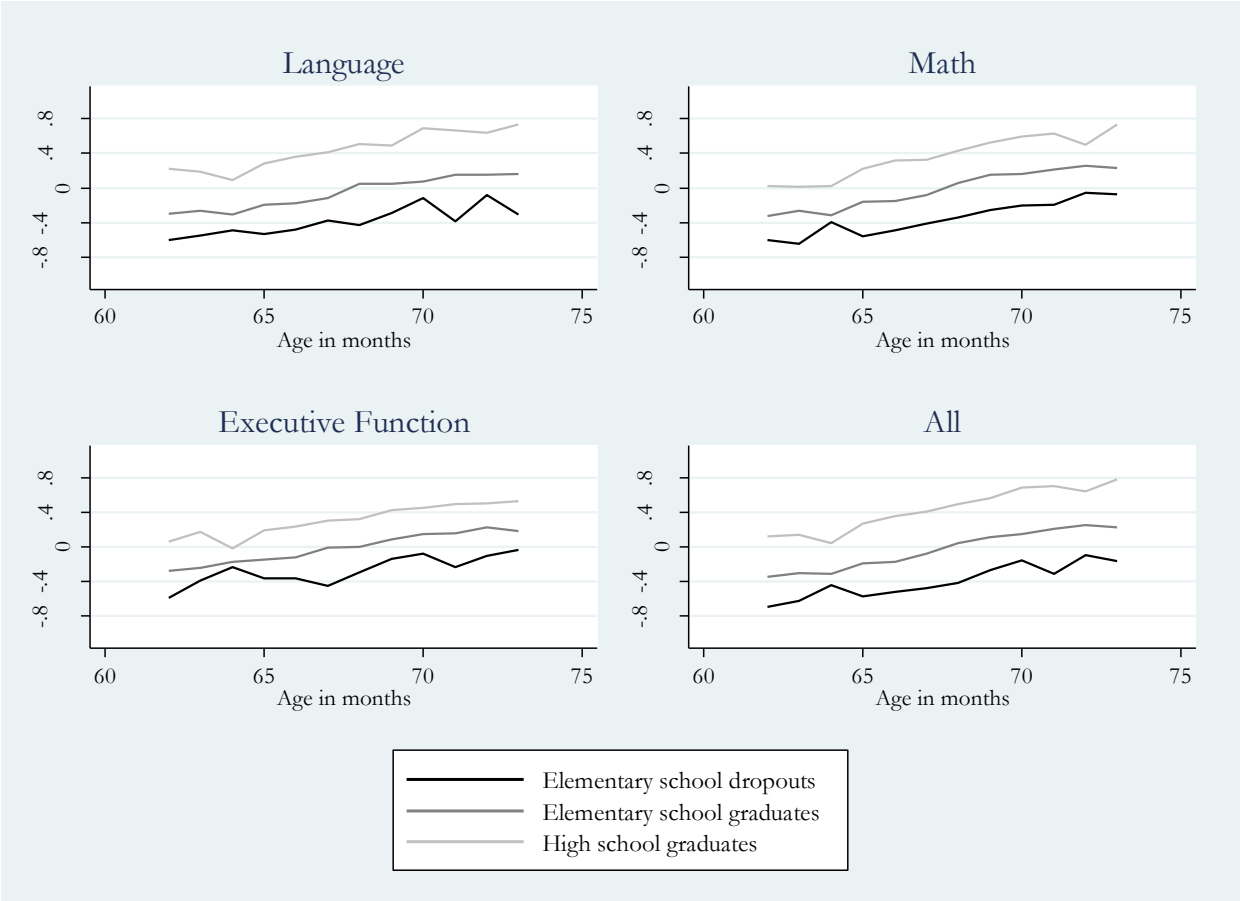 Language
.8
.4
0
-.4
-.8
60 65 70 75
Age in months
Math
.8
.4
0
-.4
-.8
60 65 70 75
Age in months
Executive Function
.8
.4
0
-.4
-.8
60 65 70 75
Age in months
All
.8
.4
0
-.4
-.8
60 65 70 75
Age in months
Elementary school dropouts
Elementary school graduates
High school graduates